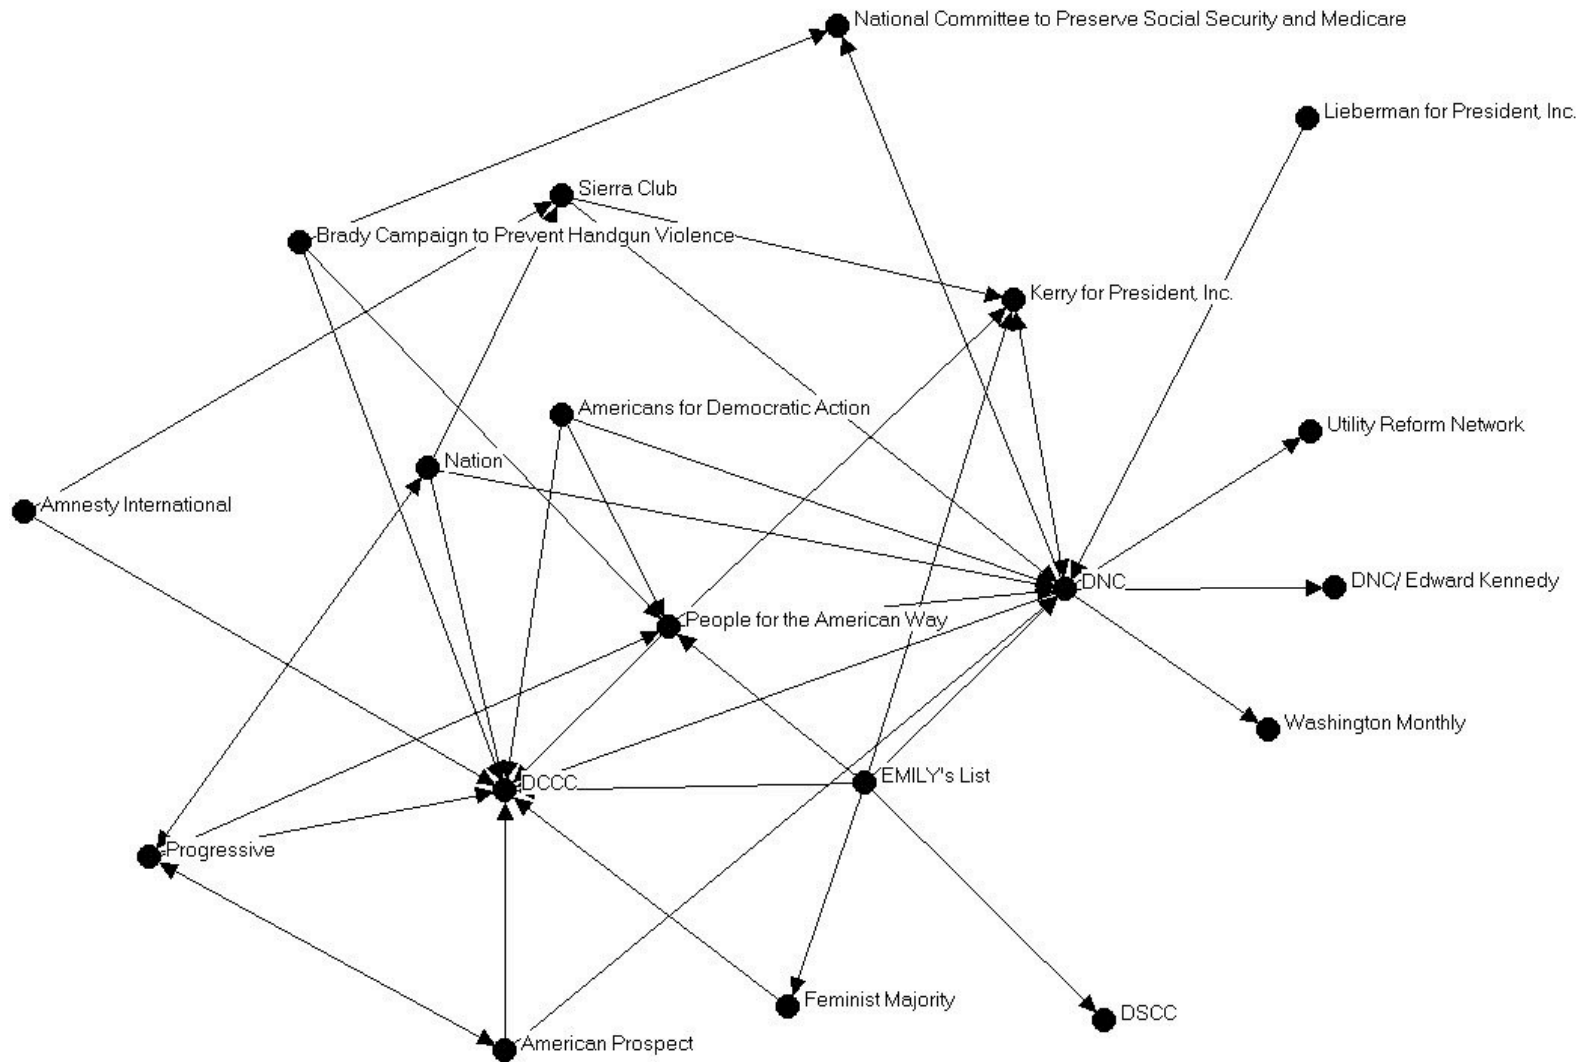 National Committee to Preserve Social Security and Medicare
Lieberman for President, Inc.
Sierra Club
Brady Campaign to Prevent Handgun Violence
Kerry for President, Inc.
Americans for Democratic Action
Utility Reform Network
Nation
Amnesty International
DNC
DNC/ Edward Kennedy
People for the American Way
Washington Monthly
EMILY's List
DCCC
Progressive
Feminist Majority
DSCC
American Prospect